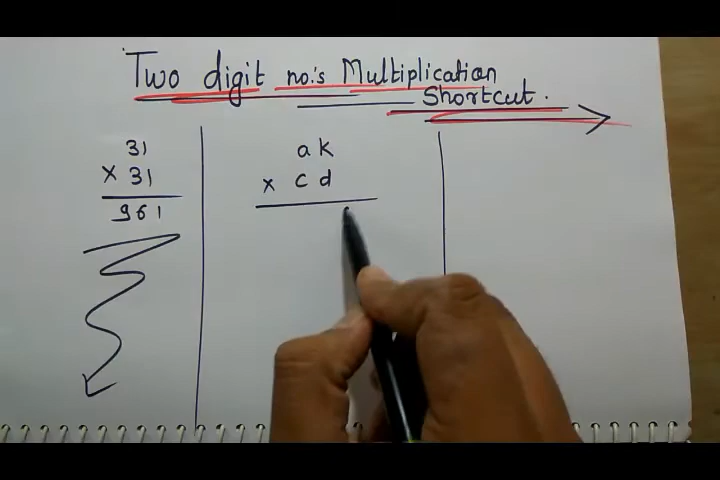 Two digit no.'s Multiplication
Shortcut.
31
× 31
961
a k
× c d